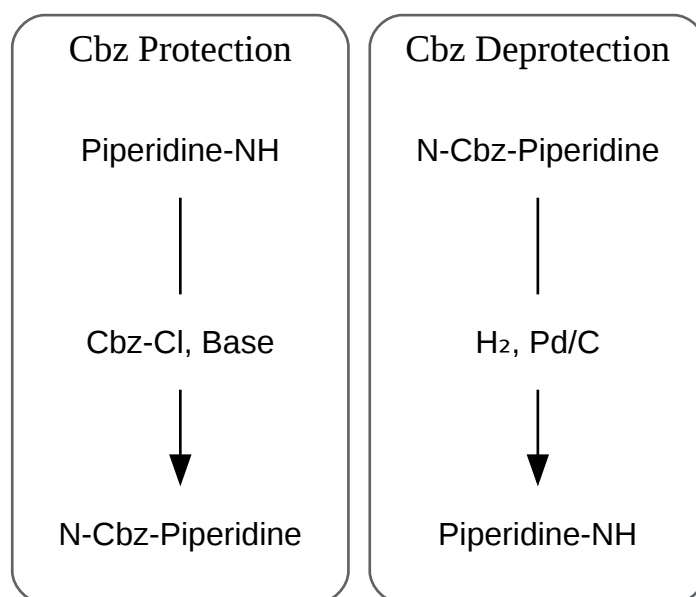 Cbz Protection
Piperidine-NH
Cbz-Cl, Base
N-Cbz-Piperidine
Cbz Deprotection
N-Cbz-Piperidine
H₂, Pd/C
Piperidine-NH